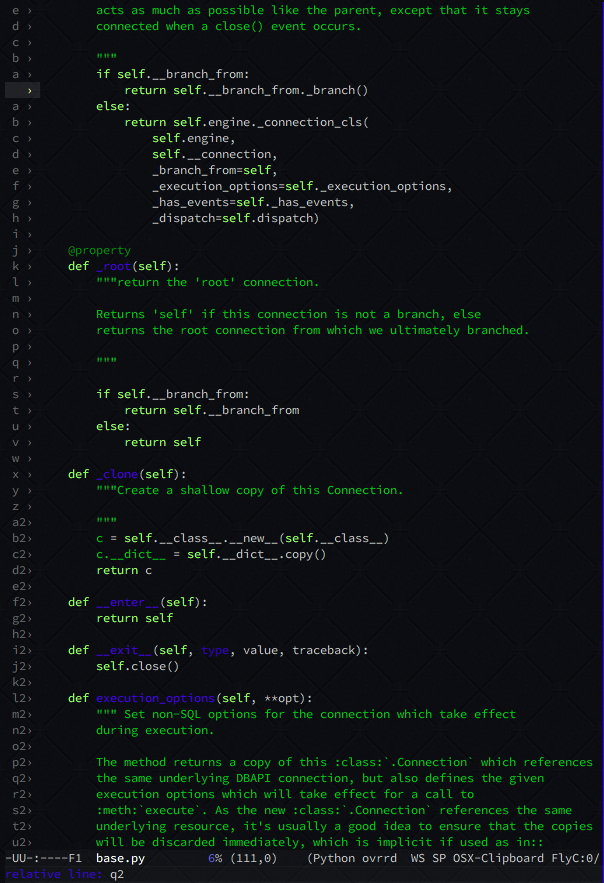 e ›     acts as much as possible like the parent, except that it stays
d ›     connected when a close() event occurs.
c ›
b ›     """
a ›     if self.__branch_from:
  ›         return self.__branch_from._branch()
a ›     else:
b ›         return self.engine._connection_cls(
c ›             self.engine,
d ›             self.__connection,
e ›             _branch_from=self,
f ›             _execution_options=self._execution_options,
g ›             _has_events=self._has_events,
h ›             _dispatch=self.dispatch)
i ›
j › @property
k › def _root(self):
l ›     """return the 'root' connection.
m ›
n ›     Returns 'self' if this connection is not a branch, else
o ›     returns the root connection from which we ultimately branched.
p ›
q ›     """
r ›
s ›     if self.__branch_from:
t ›         return self.__branch_from
u ›     else:
v ›         return self
w ›
x › def _clone(self):
y ›     """Create a shallow copy of this Connection.
z ›
a2›     """
b2›     c = self.__class__.__new__(self.__class__)
c2›     c.__dict__ = self.__dict__.copy()
d2›     return c
e2›
f2› def __enter__(self):
g2›     return self
h2›
i2› def __exit__(self, type, value, traceback):
j2›     self.close()
k2›
l2› def execution_options(self, **opt):
m2›     """ Set non-SQL options for the connection which take effect
n2›     during execution.
o2›
p2›     The method returns a copy of this :class:`.Connection` which references
q2›     the same underlying DBAPI connection, but also defines the given
r2›     execution options which will take effect for a call to
s2›     :meth:`execute`. As the new :class:`.Connection` references the same
t2›     underlying resource, it's usually a good idea to ensure that the copies
u2›     will be discarded immediately, which is implicit if used as in::
-UU-:----F1  base.py         6% (111,0)    (Python ovrrd  WS SP OSX-Clipboard FlyC:0/
relative line: q2